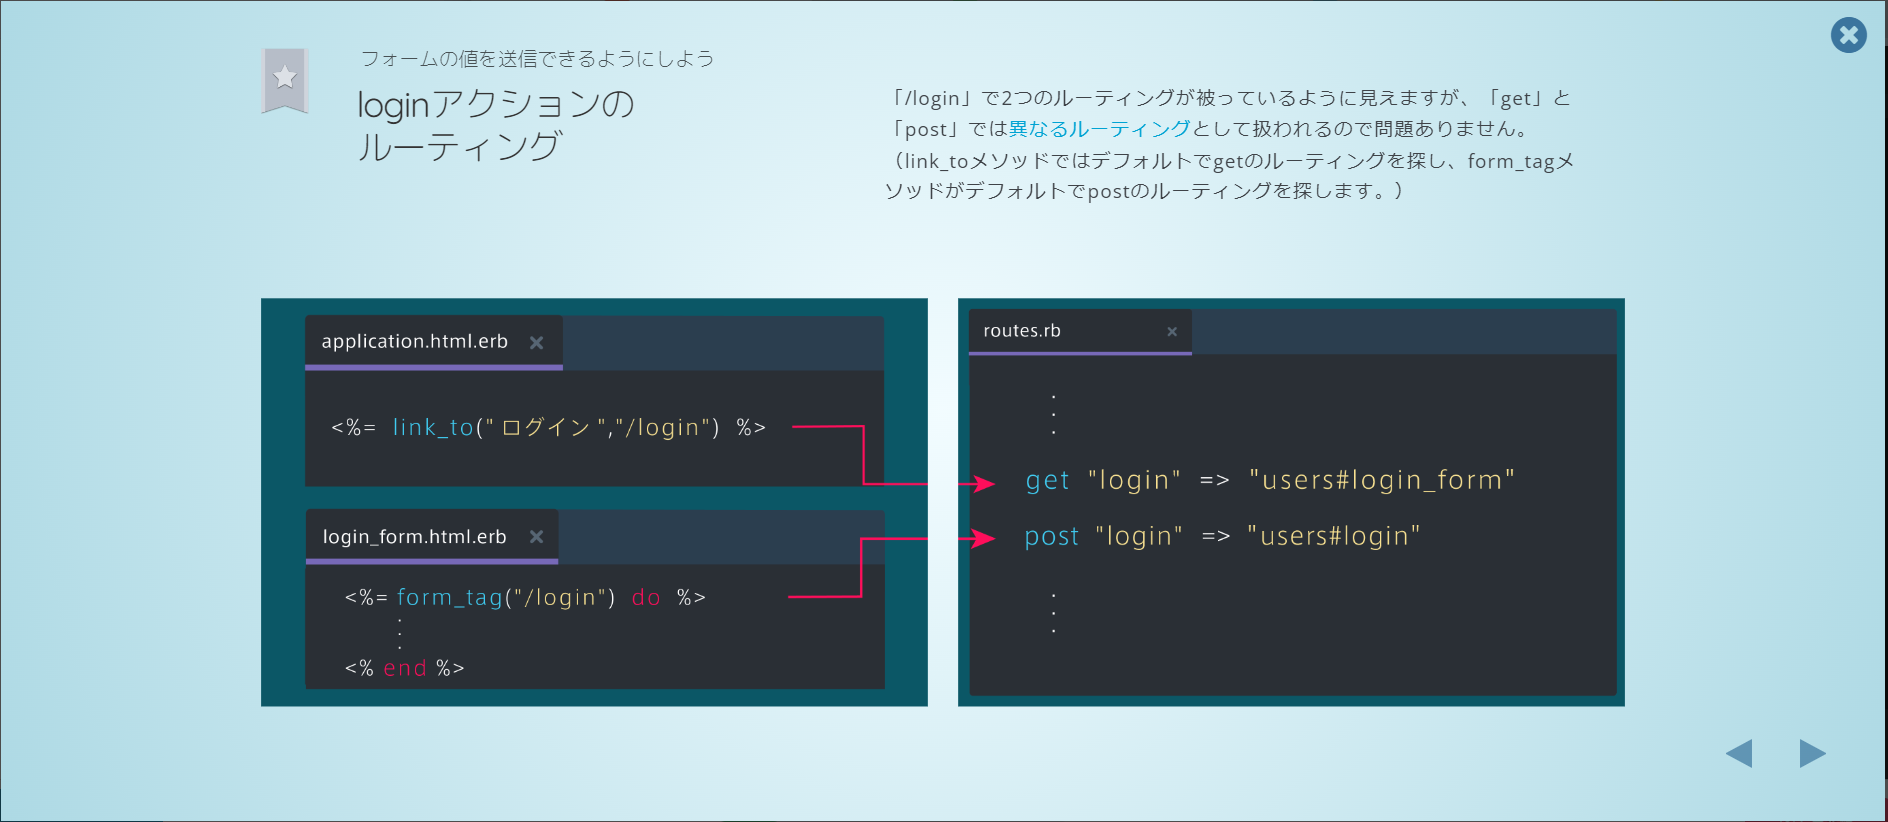 フォームの値を送信できるようにしよう
loginアクションの
ルーティング
「/login」で2つのルーティングが被っているように見えますが、「get」と
「post」では異なるルーティングとして扱われるので問題ありません。
（link_toメソッドではデフォルトでgetのルーティングを探し、form_tagメ
ソッドがデフォルトでpostのルーティングを探します。）
application.html.erb
<%= link_to("ログイン","/login") %>
login_form.html.erb
<%= form_tag("/login") do %>
.
.
.
<% end %>
routes.rb
.
.
.
get "login" => "users#login_form"
post "login" => "users#login"
.
.
.